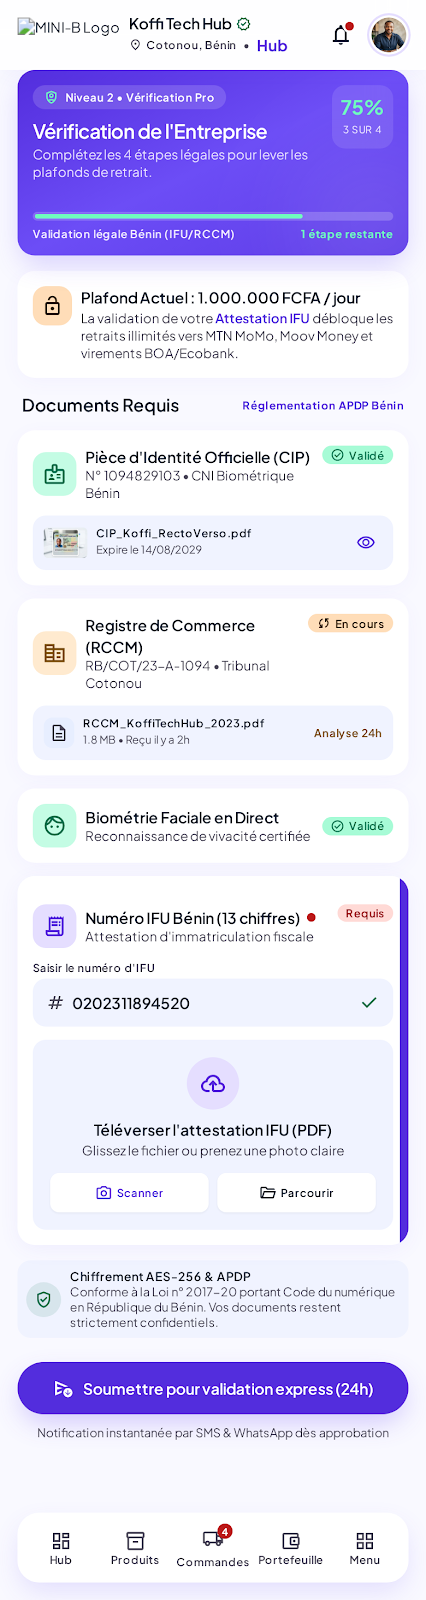 MINI-B Logo
Koffi Tech Hub
Cotonou, Bénin • Hub
Niveau 2 • Vérification Pro
75%
3 SUR 4
Vérification de l'Entreprise
Complétez les 4 étapes légales pour lever les
plafonds de retrait.
Validation légale Bénin (IFU/RCCM)
1 étape restante
Plafond Actuel : 1.000.000 FCFA / jour
La validation de votre Attestation IFU débloque les
retraits illimités vers MTN MoMo, Moov Money et
virements BOA/Ecobank.
Documents Requis
Réglementation APDP Bénin
Pièce d'Identité Officielle (CIP)
Validé
N° 1094829103 • CNI Biométrique
Bénin
CIP_Koffi_RectoVerso.pdf
Expire le 14/08/2029
Registre de Commerce
(RCCM)
En cours
RB/COT/23-A-1094 • Tribunal
Cotonou
RCCM_KoffiTechHub_2023.pdf
1.8 MB • Reçu il y a 2h
Analyse 24h
Biométrie Faciale en Direct
Reconnaissance de vivacité certifiée
Validé
Numéro IFU Bénin (13 chiffres)
Requis
Attestation d'immatriculation fiscale
Saisir le numéro d'IFU
# 0202311894520
Téléverser l'attestation IFU (PDF)
Glissez le fichier ou prenez une photo claire
Scanner
Parcourir
Chiffrement AES-256 & APDP
Conforme à la Loi n° 2017-20 portant Code du numérique
en République du Bénin. Vos documents restent
strictement confidentiels.
Soumettre pour validation express (24h)
Notification instantanée par SMS & WhatsApp dès approbation
4
Hub
Produits
Commandes
Portefeuille
Menu